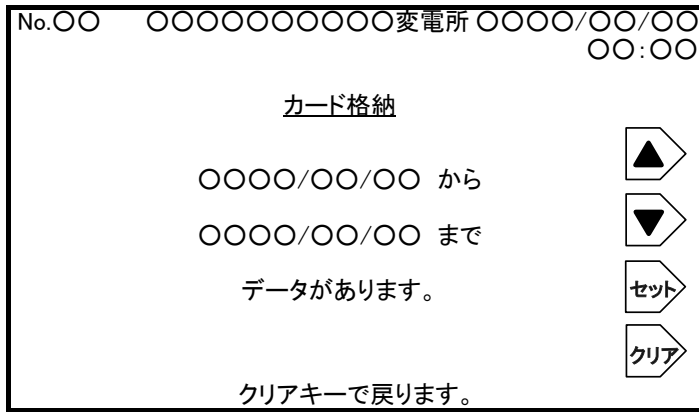 No.〇〇 〇〇〇〇〇〇〇〇〇〇変電所 〇〇〇〇/〇〇/〇〇
〇〇:〇〇
カード格納
▲
〇〇〇〇/〇〇/〇〇 から
▼
〇〇〇〇/〇〇/〇〇 まで
データがあります。
セット
クリア
クリアキーで戻ります。